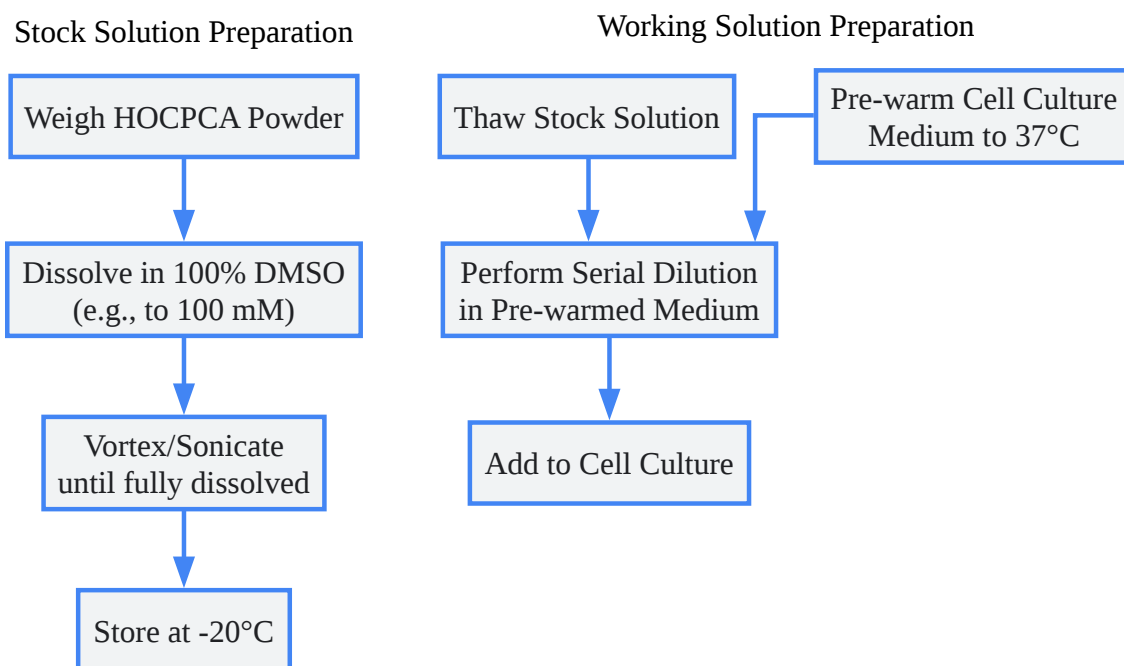 Stock Solution Preparation
Weigh HOCPCA Powder
Dissolve in 100% DMSO
(e.g., to 100 mM)
Vortex/Sonicate
until fully dissolved
Store at -20°C
Working Solution Preparation
Thaw Stock Solution
Pre-warm Cell Culture
Medium to 37°C
Perform Serial Dilution
in Pre-warmed Medium
Add to Cell Culture